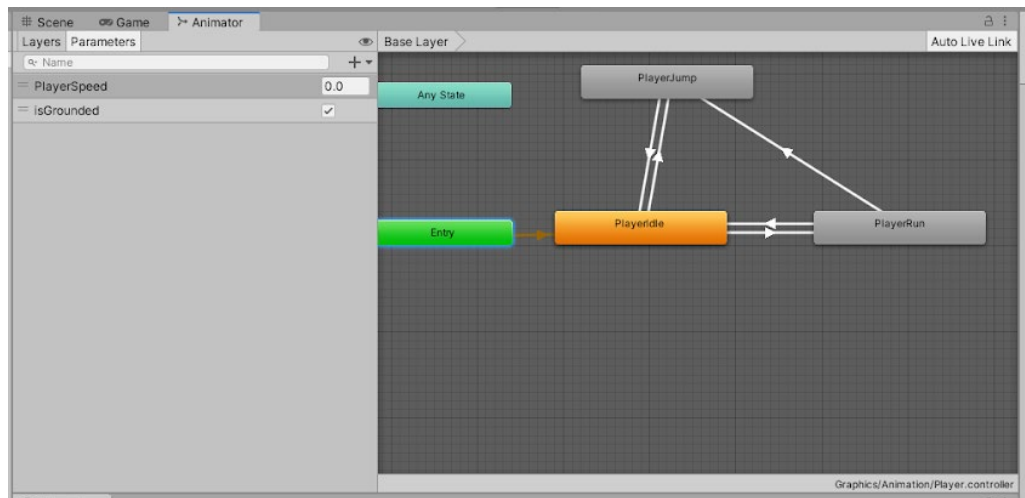 Scene Game Animator
Layers Parameters
Base Layer
Auto Live Link
Name
PlayerSpeed 0.0
isGrounded
Any State
PlayerJump
Entry
PlayerIdle
PlayerRun
Graphics/Animation/Player.controller